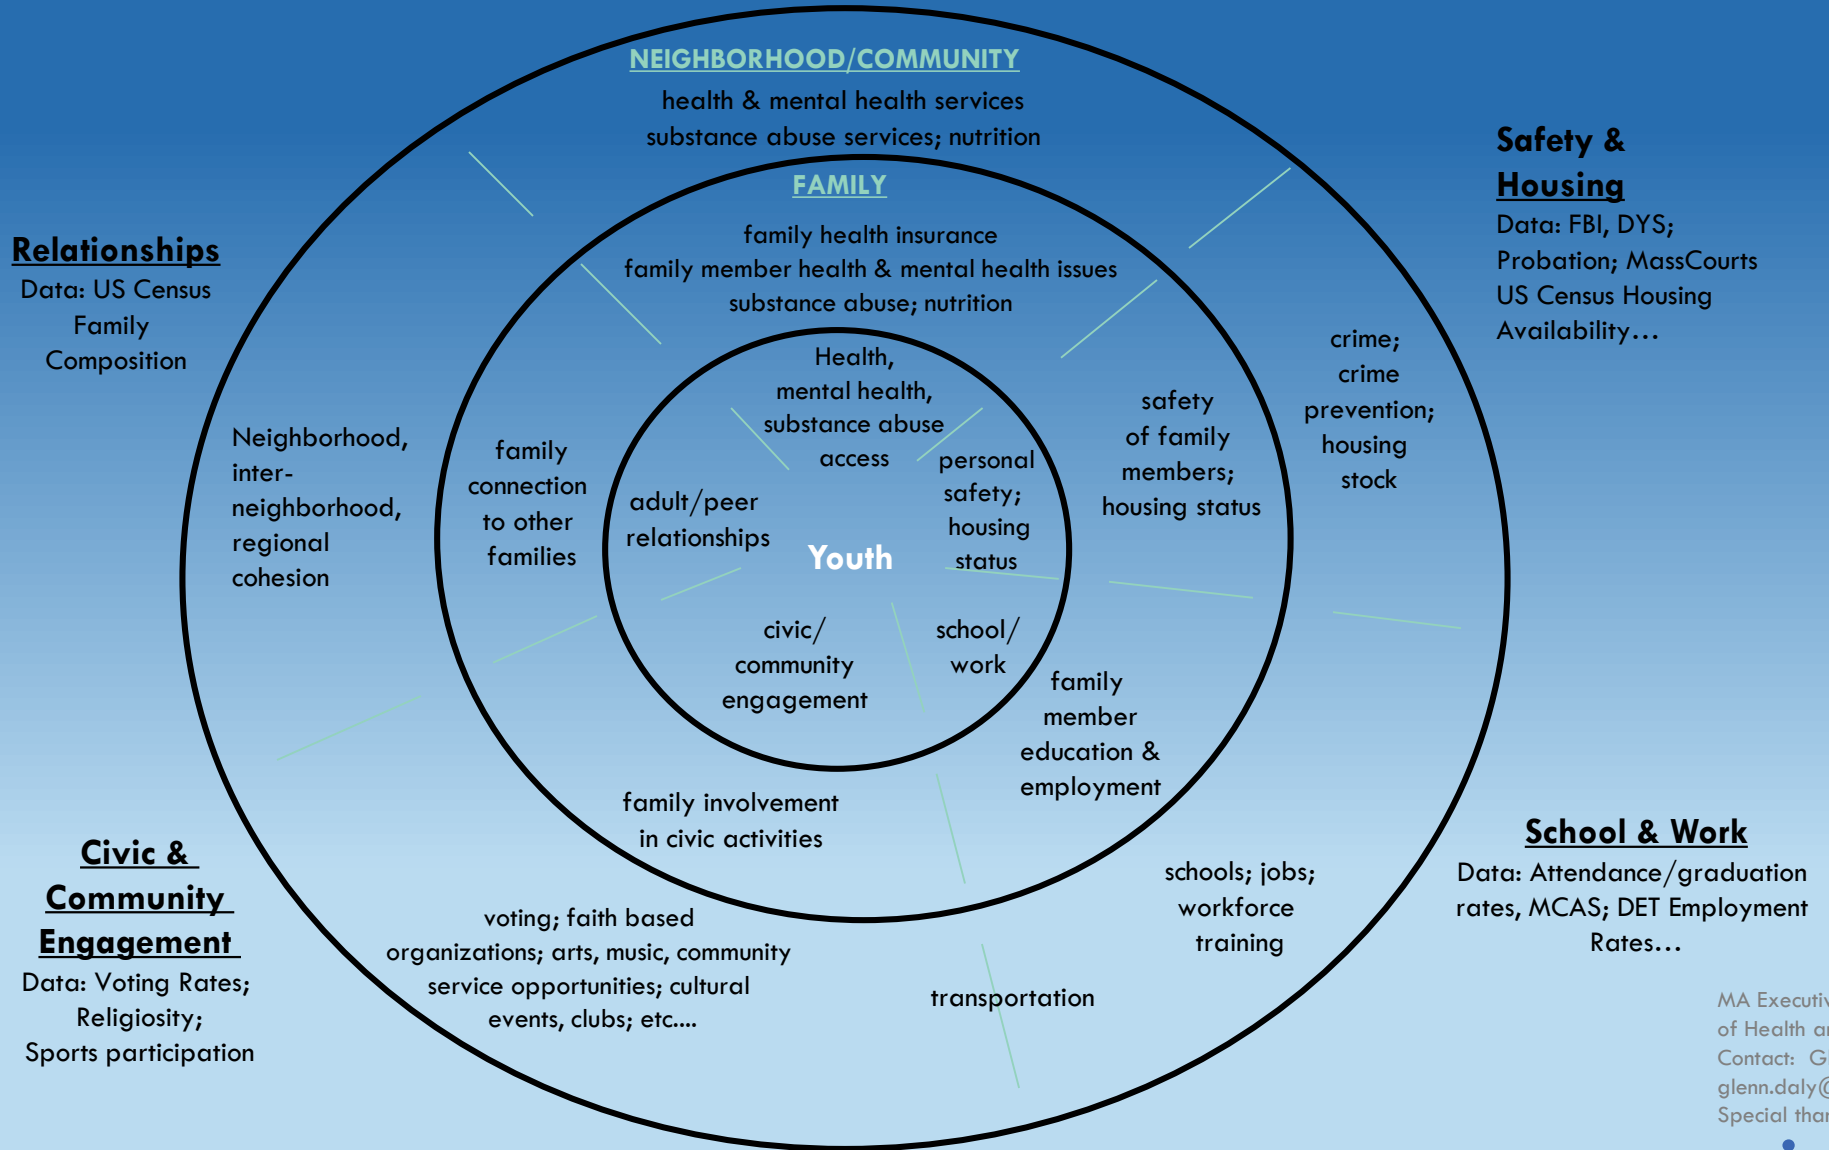 NEIGHBORHOOD/COMMUNITY
health & mental health services
substance abuse services; nutrition
FAMILY
family health insurance
family member health & mental health issues
substance abuse; nutrition
Health,
mental health,
substance abuse
access
Relationships
Data: US Census
Family
Composition
Safety &
Housing
Data: FBI, DYS;
Probation; MassCourts
US Census Housing
Availability…
Neighborhood,
inter-
neighborhood,
regional
cohesion
family
connection
to other
families
adult/peer
relationships
Youth
personal
safety;
housing
status
safety
of family
members;
housing status
crime;
crime
prevention;
housing
stock
civic/
community
engagement
school/
work
family
member
education &
employment
family involvement
in civic activities
Civic &
Community
Engagement
Data: Voting Rates;
Religiosity;
Sports participation
voting; faith based
organizations; arts, music, community
service opportunities; cultural
events, clubs; etc....
transportation
schools; jobs;
workforce
training
School & Work
Data: Attendance/graduation
rates, MCAS; DET Employment
Rates…
MA
of Health
Contact:
glenn.daly@
Special